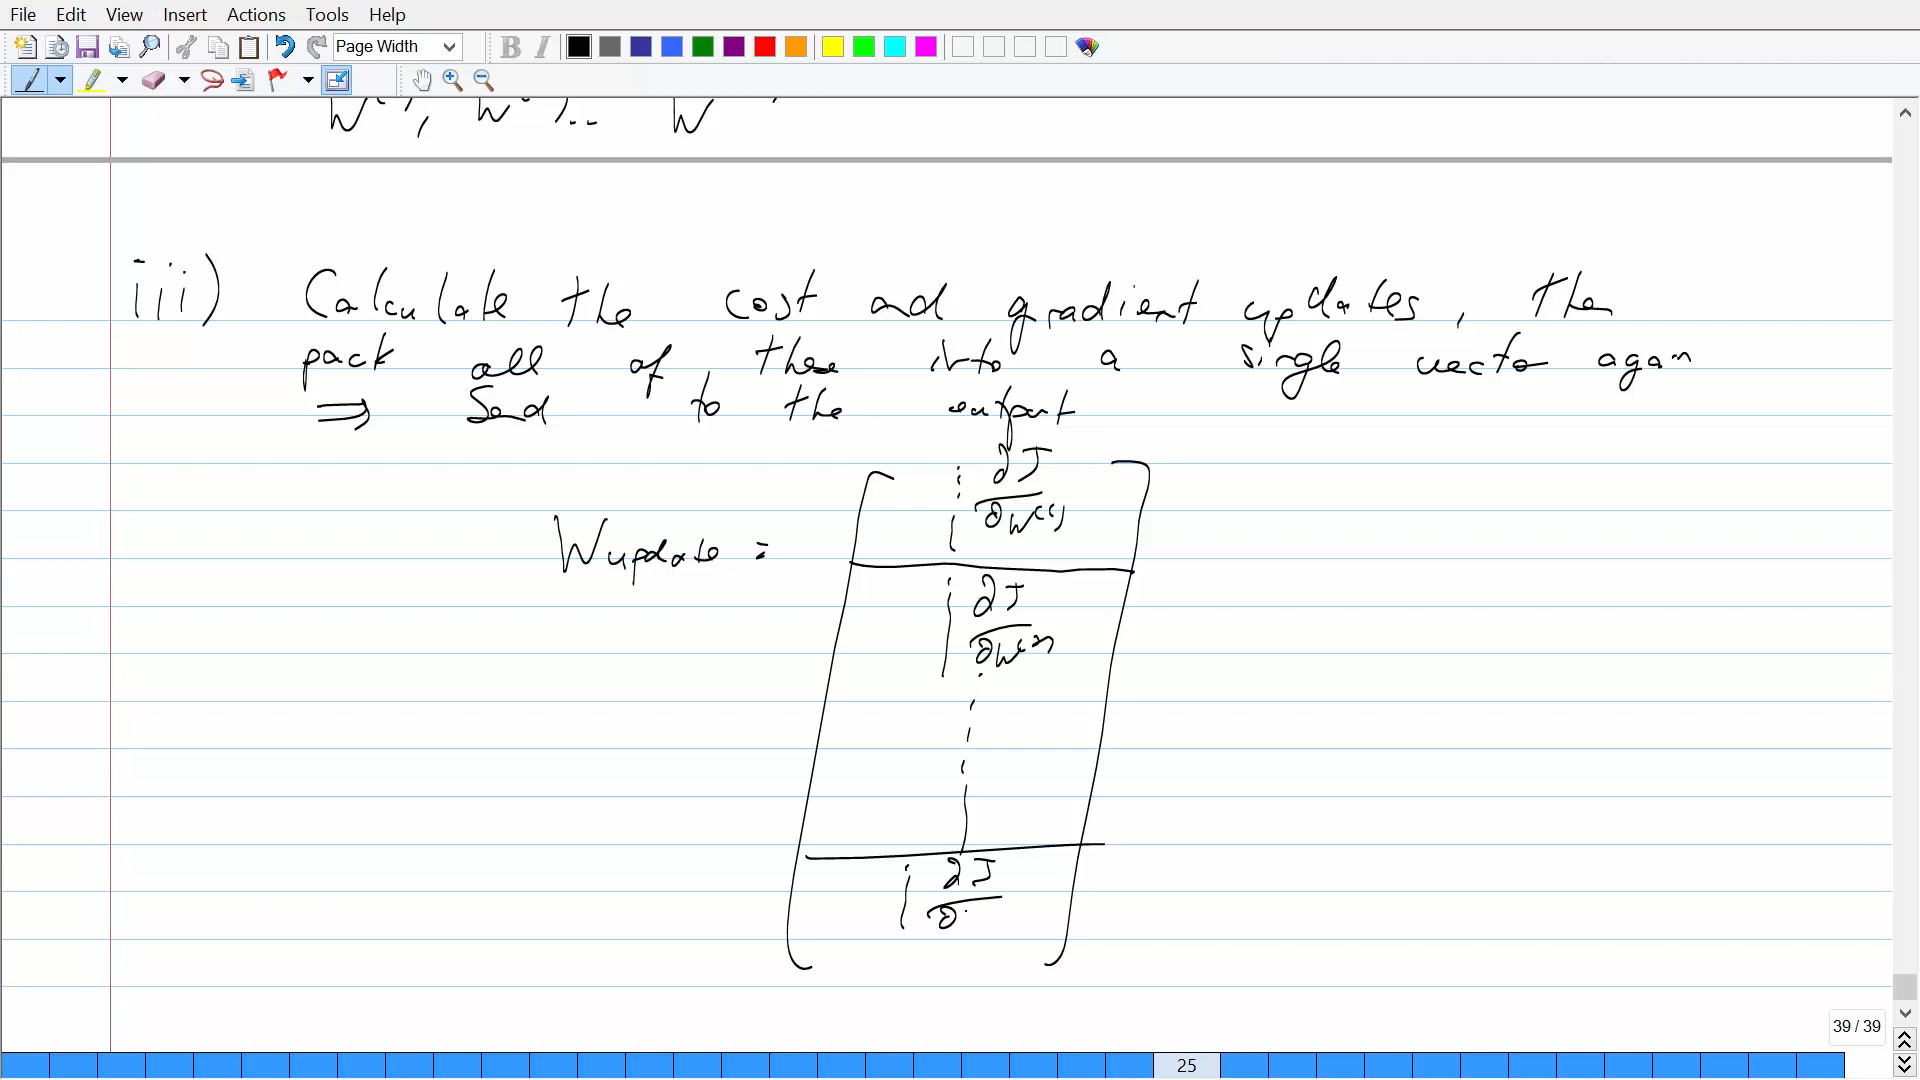 File Edit View Insert Actions Tools Help
Page Width
B I
W , W ) .. W
iii) Calculate the cost and gradient updates, then
pack all of these into a single vector again
⇒ Send to the output
∂J
∂W(1)
Wupdate =
∂J
∂W(2)
∂J
∂
39 / 39
25